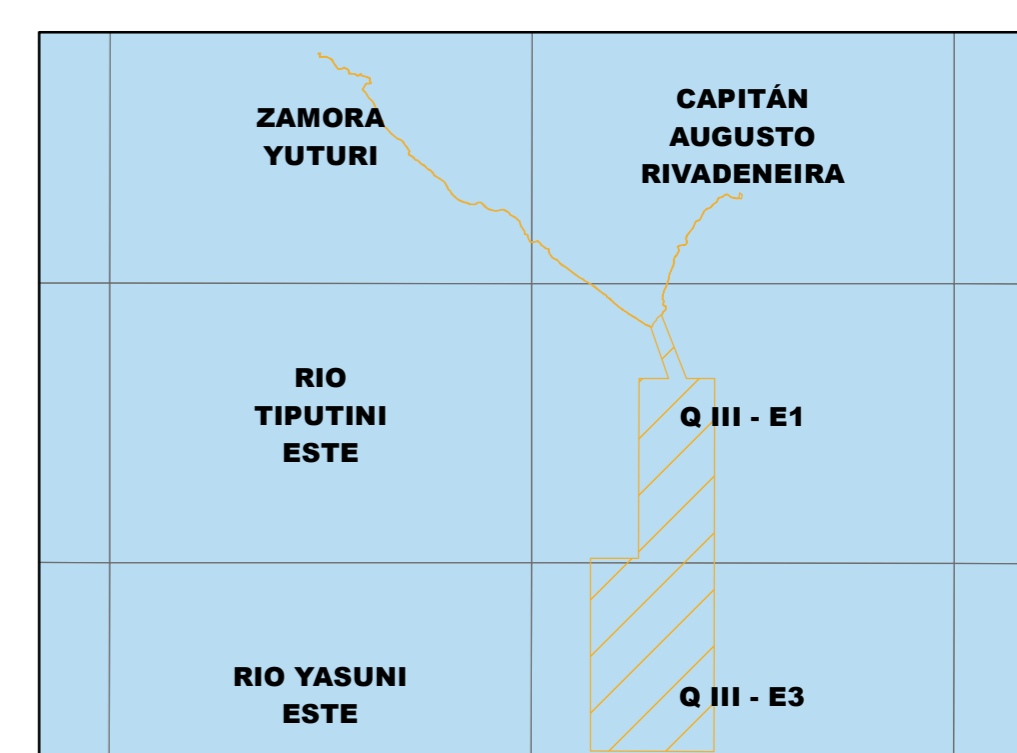 ZAMORA
YUTURI
CAPITÁN
AUGUSTO
RIVADENEIRA
RIO
TIPUTINI
ESTE
Q III - E1
RIO YASUNI
ESTE
Q III - E3